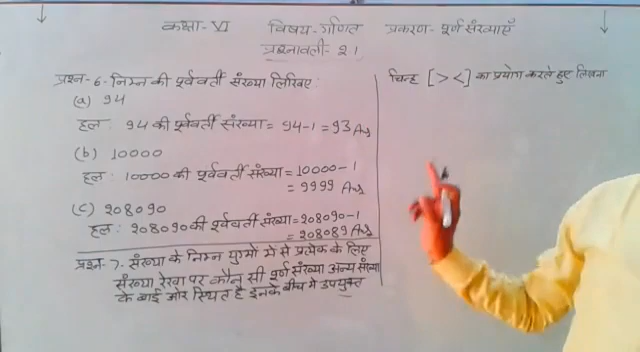 कक्षा-VI विषय-गणित प्रकरण-पूर्ण संख्याएँ
प्रश्नावली-2.1
प्रश्न-6-निम्न की पूर्ववर्ती संख्या लिखिए:
(a) 94
हल: 94 की पूर्ववर्ती संख्या = 94-1 = 93 Ans
(b) 10000
हल: 10000 की पूर्ववर्ती संख्या = 10000-1
= 9999 Ans
(c) 208090
हल: 208090 की पूर्ववर्ती संख्या = 208090-1
= 208089 Ans
प्रश्न-7. संख्या के निम्न युग्मों में से प्रत्येक के लिए
संख्या रेखा पर कौन सी पूर्ण संख्या अन्य संख्या
के बाई ओर स्थित है इनके बीच में उपयुक्त
चिन्ह [> <] का प्रयोग करते हुए लिखना